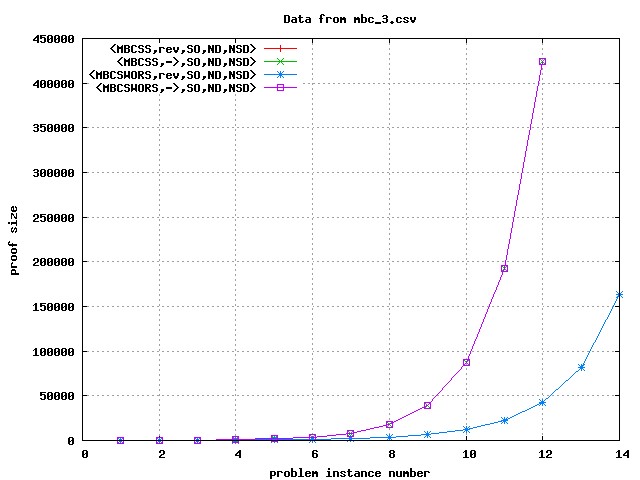 Data from mbc_3.csv
<MBCSS,rev,SO,ND,NSD>
<MBCSS,->,SO,ND,NSD>
<MBCSWORS,rev,SO,ND,NSD>
<MBCSWORS,->,SO,ND,NSD>
450000
400000
350000
300000
250000
200000
150000
100000
50000
0
proof size
0 2 4 6 8 10 12 14
problem instance number